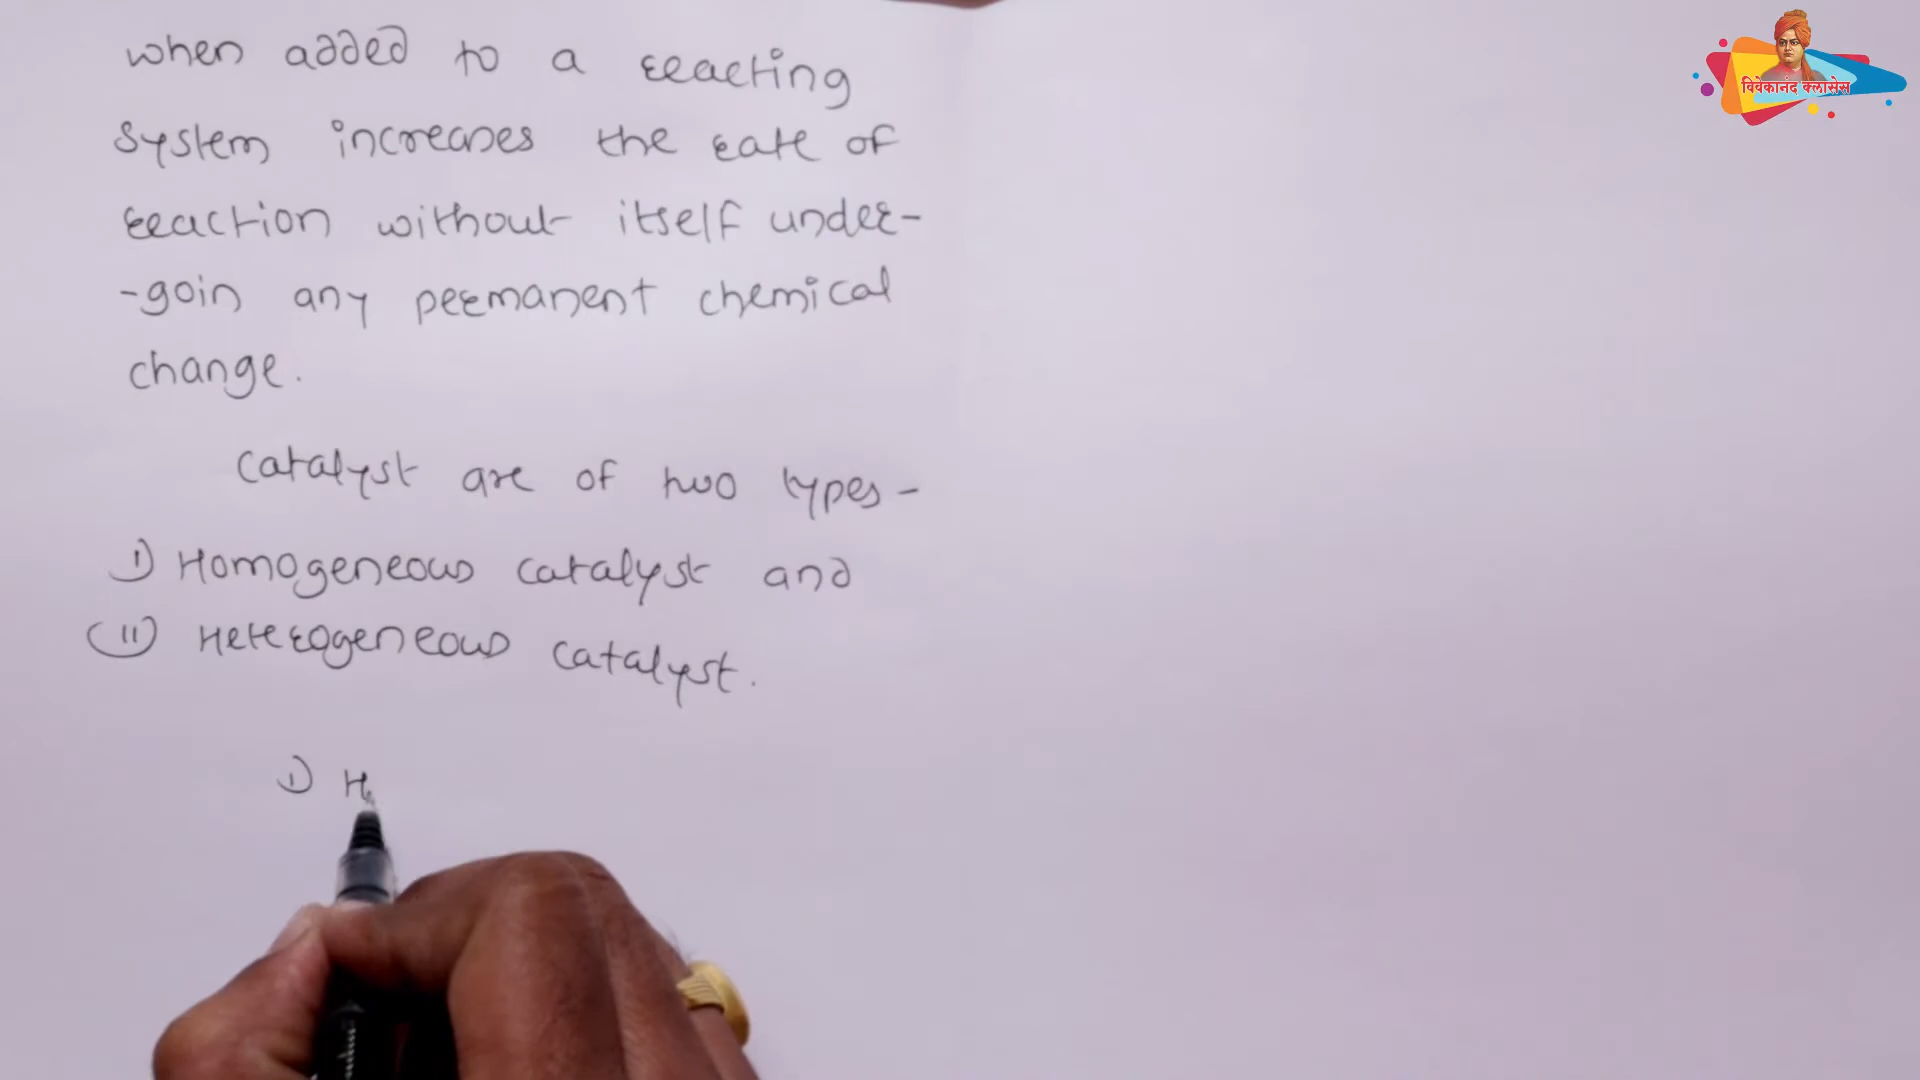 when added to a reacting
system increases the rate of
reaction without itself under-
-goin any permanent chemical
change.
catalyst are of two types-
I) Homogeneous catalyst and
(II) Heterogeneous catalyst.
I) H
विवेकानंद क्लासेस